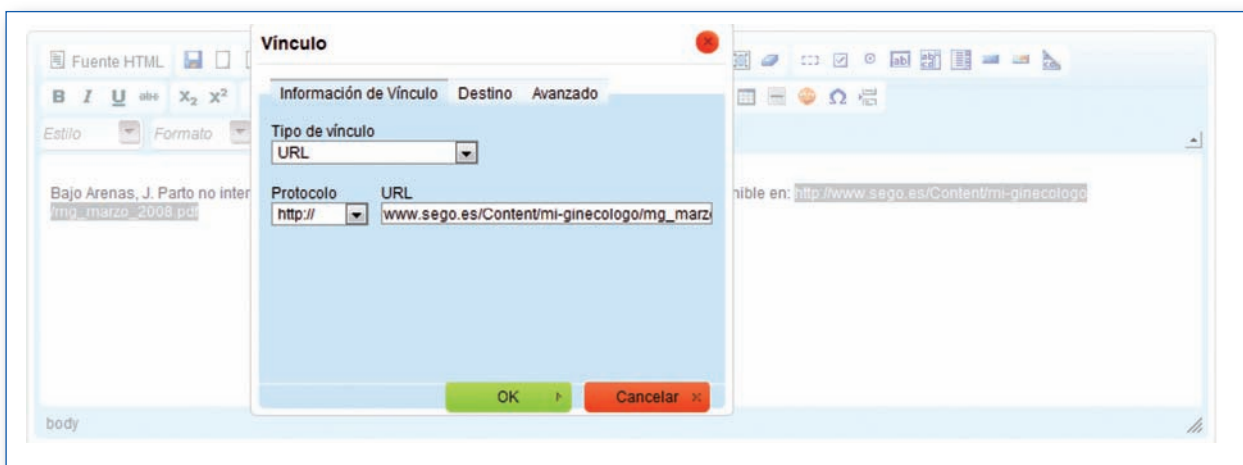 Vínculo
Fuente HTML
Información de Vínculo Destino Avanzado
B I U abc X₂ X²
Estilo Formato
Tipo de vínculo
URL
Bajo Arenas, J. Parto no inter nible en: http://www.sego.es/Content/mi-ginecologo
/mg_marzo_2008.pdf
Protocolo URL
http:// www.sego.es/Content/mi-ginecologo/mg_marz
OK Cancelar
body